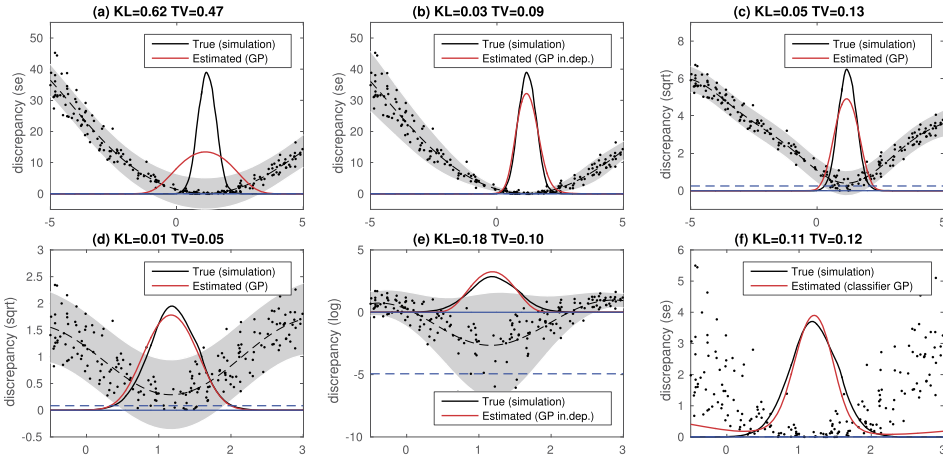 (a) KL=0.62 TV=0.47
discrepancy (se)
50
40
30
20
10
0
-5
0
5
True (simulation)
Estimated (GP)
(b) KL=0.03 TV=0.09
discrepancy (se)
50
40
30
20
10
0
-5
0
5
True (simulation)
Estimated (GP in.dep.)
(c) KL=0.05 TV=0.13
discrepancy (sqrt)
8
6
4
2
0
-5
0
5
True (simulation)
Estimated (GP)
(d) KL=0.01 TV=0.05
discrepancy (sqrt)
3
2.5
2
1.5
1
0.5
0
-0.5
0
1
2
3
True (simulation)
Estimated (GP)
(e) KL=0.18 TV=0.10
discrepancy (log)
5
0
-5
-10
0
1
2
3
True (simulation)
Estimated (GP in.dep.)
(f) KL=0.11 TV=0.12
discrepancy (se)
6
5
4
3
2
1
0
0
1
2
3
True (simulation)
Estimated (classifier GP)